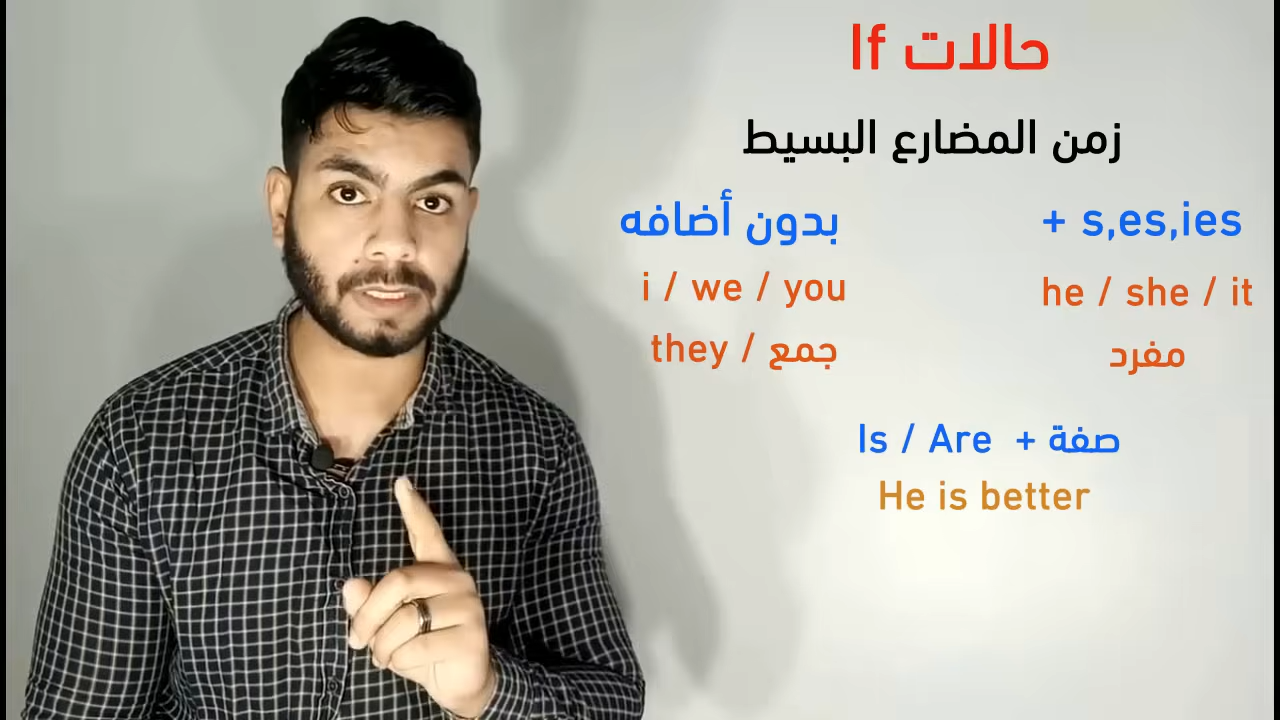 حالات If
زمن المضارع البسيط
+ s,es,ies
بدون أضافه
he / she / it
i / we / you
مفرد
they / جمع
Is / Are + صفة
He is better